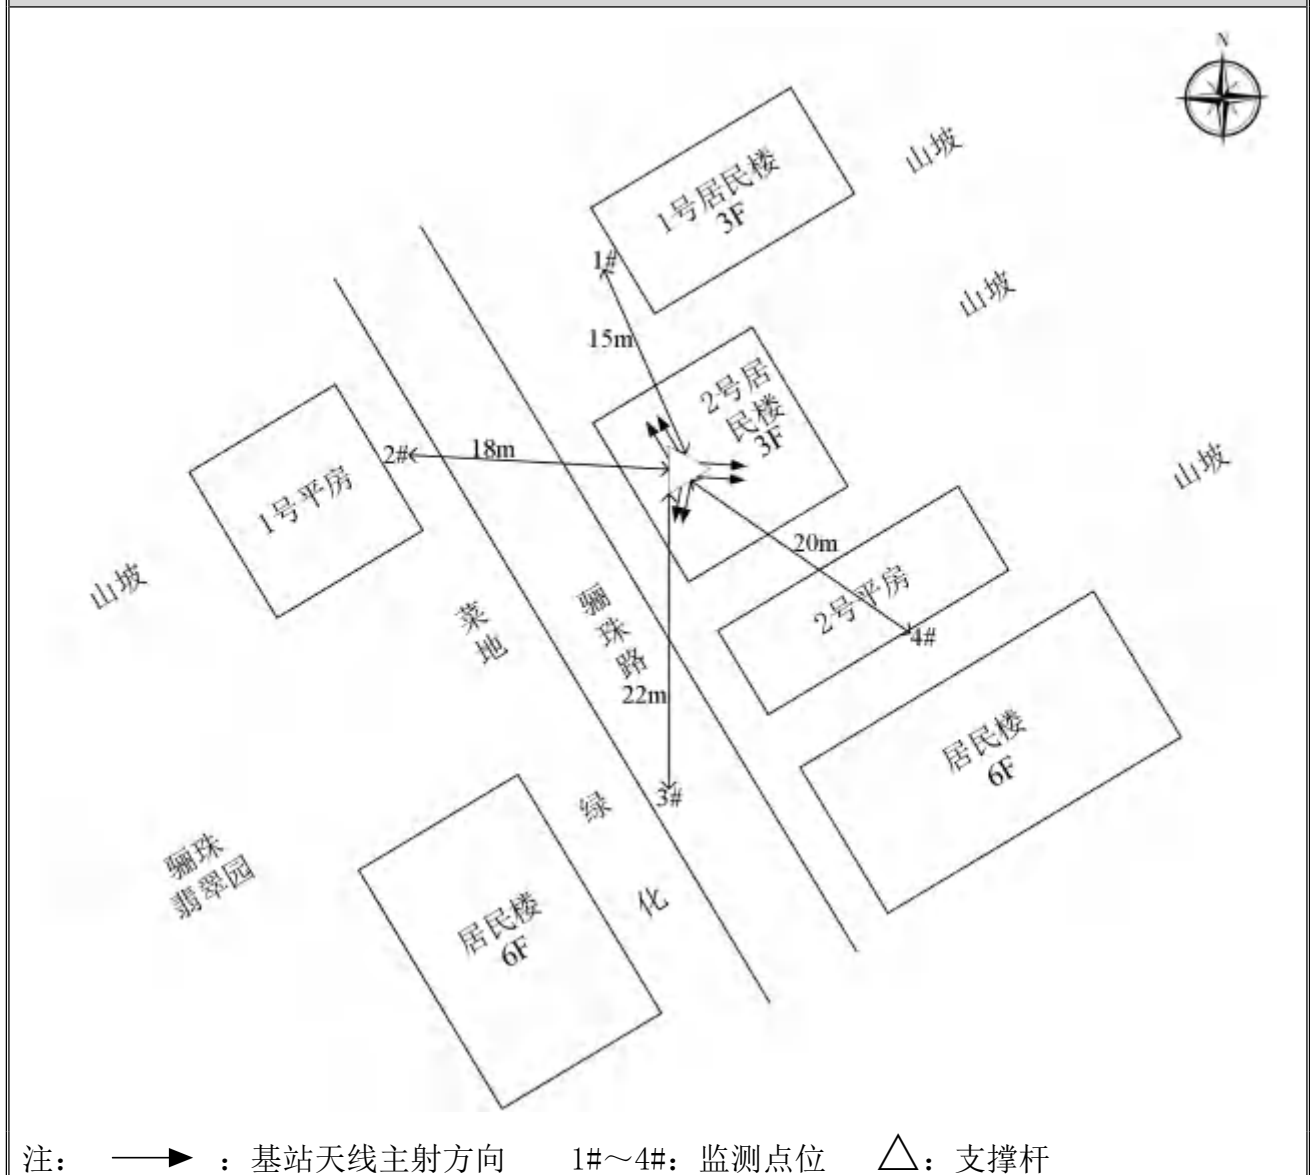 N
山坡
1号居民楼
3F
1#
山坡
15m
2号居
民楼
3F
2#
18m
1号平房
山坡
20m
山坡
2号平房
4#
菜
地
骊
珠
路
22m
3#
居民楼
6F
绿
化
骊珠
翡翠园
居民楼
6F
注: : 基站天线主射方向 1#～4#: 监测点位 : 支撑杆